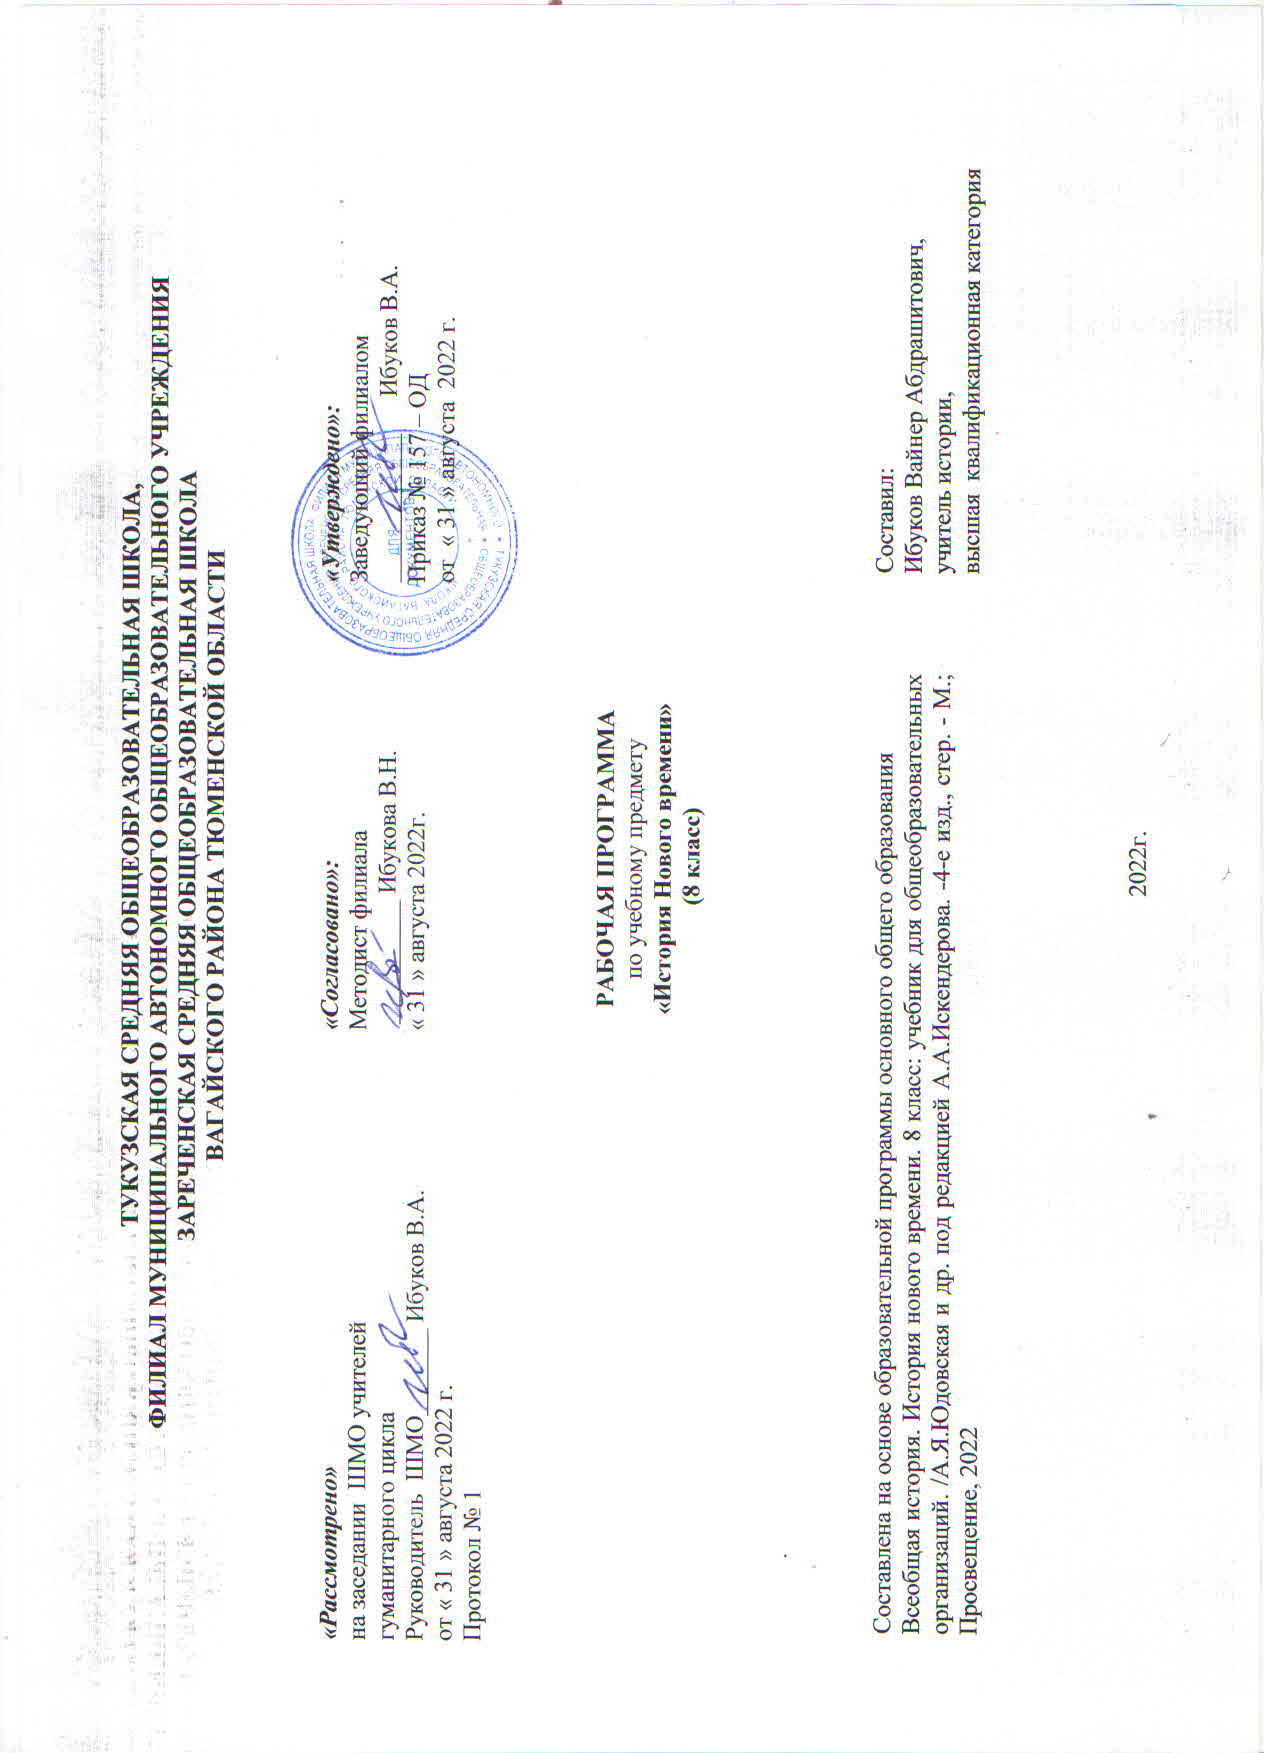 ТУКУЗСКАЯ СРЕДНЯЯ ОБЩЕОБРАЗОВАТЕЛЬНАЯ ШКОЛА,
ФИЛИАЛ МУНИЦИПАЛЬНОГО АВТОНОМНОГО ОБЩЕОБРАЗОВАТЕЛЬНОГО УЧРЕЖДЕНИЯ
ЗАРЕЧЕНСКАЯ СРЕДНЯЯ ОБЩЕОБРАЗОВАТЕЛЬНАЯ ШКОЛА
ВАГАЙСКОГО РАЙОНА ТЮМЕНСКОЙ ОБЛАСТИ
«Рассмотрено»
на заседании ШМО учителей
гуманитарного цикла
Руководитель ШМО Ибуков В.А.
от « 31 » августа 2022 г.
Протокол № 1
«Согласовано»:
Методист филиала
Ибукова В.Н.
« 31 » августа 2022г.
«Утверждено»:
Заведующий филиалом
Ибуков В.А.
Приказ № 157 – ОД
от « 31 » августа 2022 г.
ДЛЯ
ДОКУМЕНТОВ
РАБОЧАЯ ПРОГРАММА
по учебному предмету
«История Нового времени»
(8 класс)
Составлена на основе образовательной программы основного общего образования
Всеобщая история. История нового времени. 8 класс: учебник для общеобразовательных
организаций. /А.Я.Юдовская и др. под редакцией А.А.Искендерова. -4-е изд., стер. - М.;
Просвещение, 2022
Составил:
Ибуков Вайнер Абдрашитович,
учитель истории,
высшая квалификационная категория
2022г.